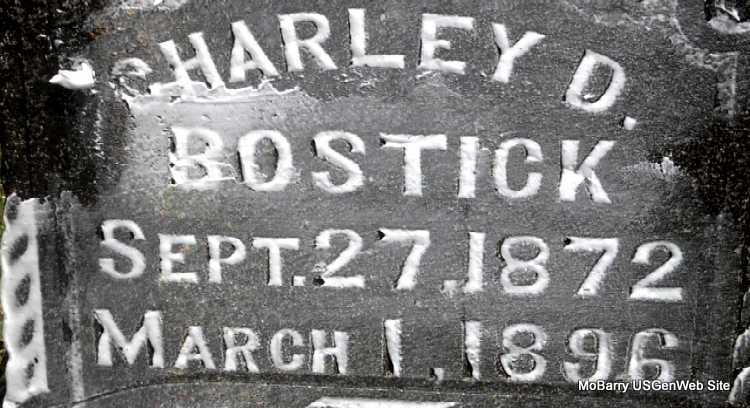 CHARLEY D.
BOSTICK
SEPT. 27, 1872
MARCH 1, 1896
MoBarry USGenWeb Site